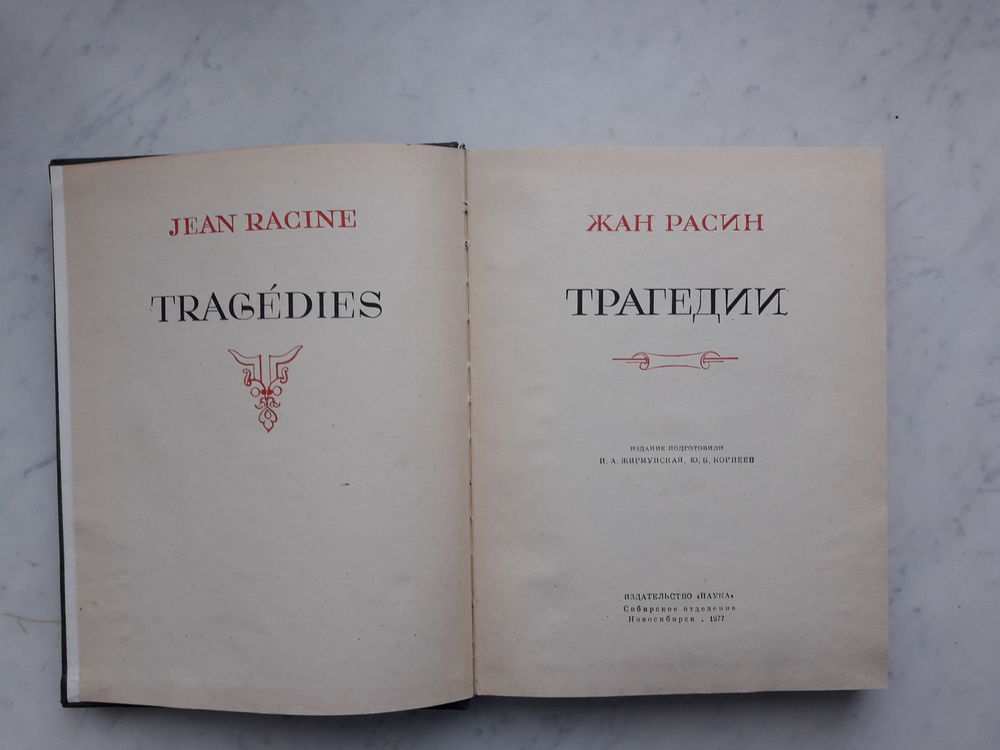 JEAN RACINE
TRAGÉDIES
ЖАН РАСИН
ТРАГЕДИИ
ИЗДАНИЕ ПОДГОТОВИЛИ
Н. А. ЖИРМУНСКАЯ, Ю. Б. КОРНЕЕВ
ИЗДАТЕЛЬСТВО «НАУКА»
Сибирское отделение
Новосибирск , 1977